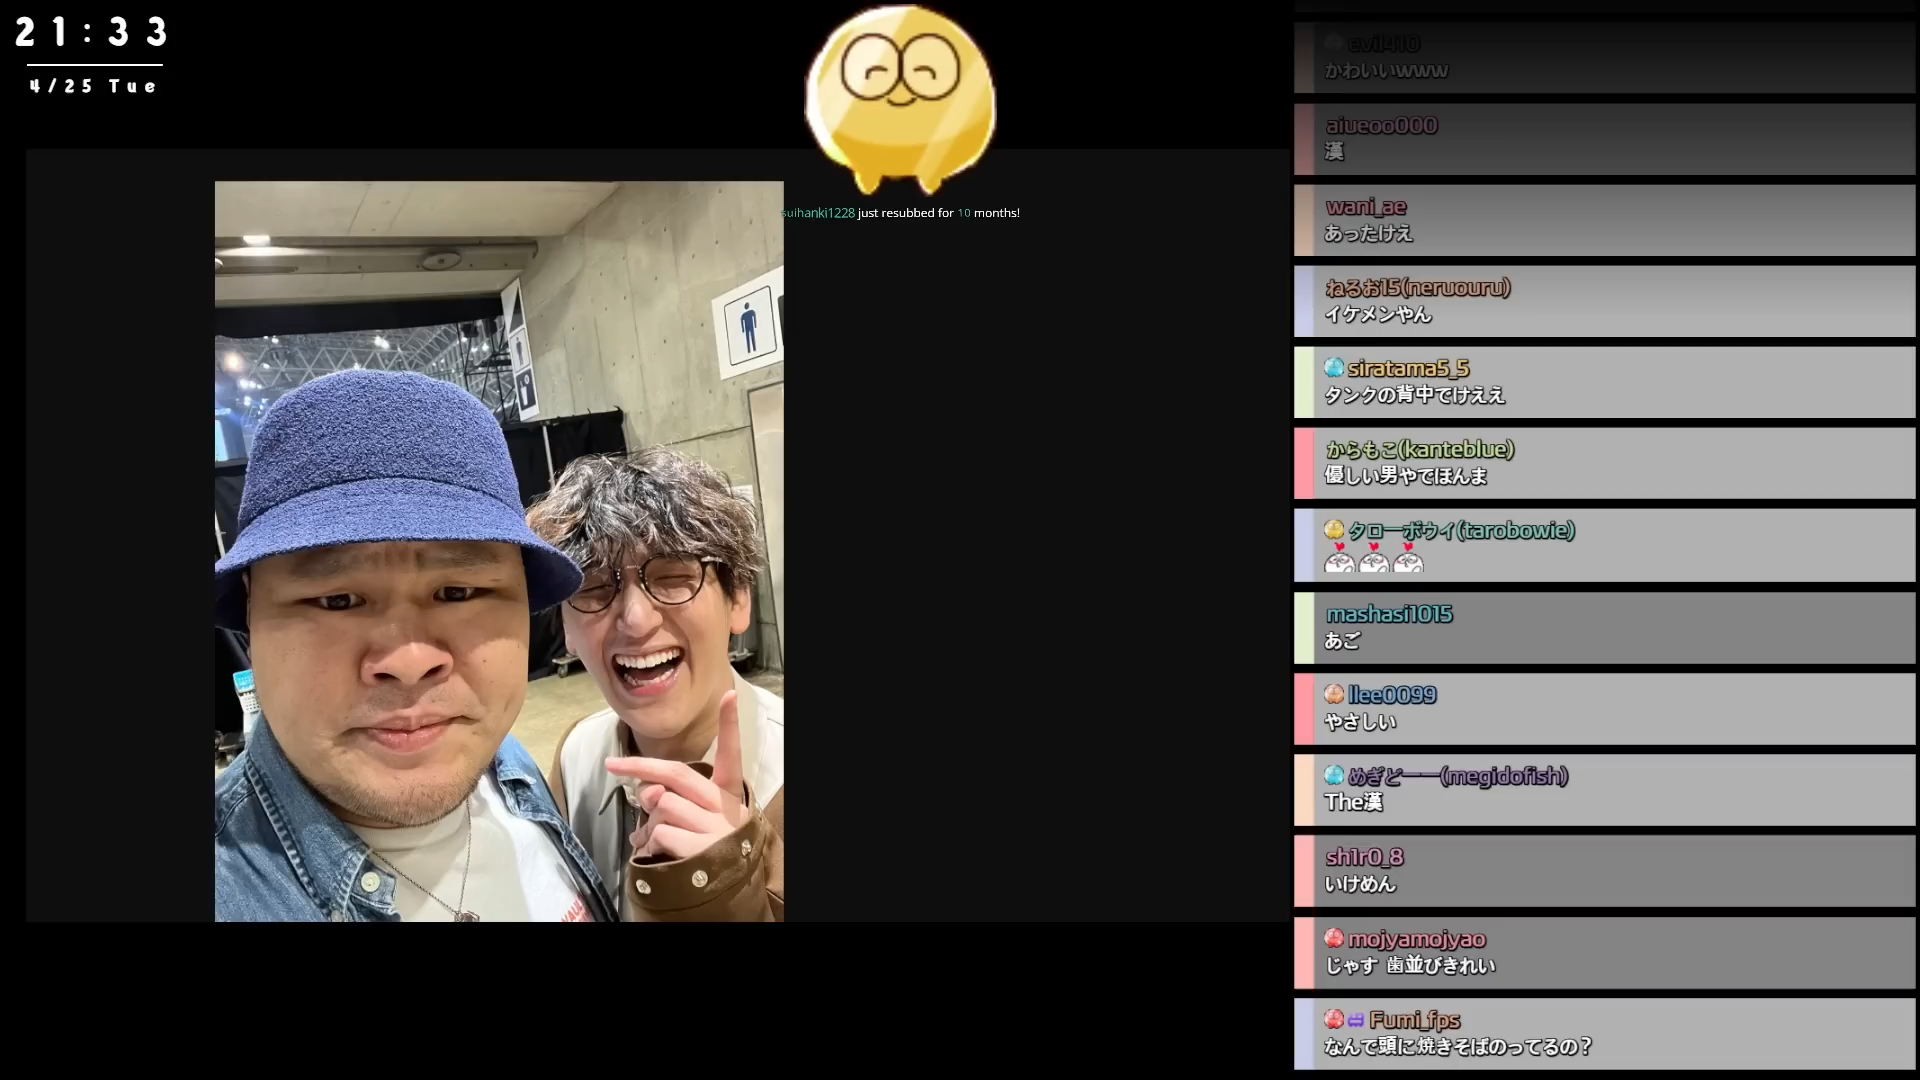 21:33
4/25 Tue
suihanki1228 just resubbed for 10 months!
evil410
かわいいwww
aiueoo000
漢
wani_ae
あったけえ
ねるお15(neruouru)
イケメンやん
siratama5_5
タンクの背中でけええ
からもこ(kanteblue)
優しい男やでほんま
タローボウイ(tarobowie)
mashasi1015
あご
llee0099
やさしい
めぎどーー(megidofish)
The漢
sh1r0_8
いけめん
mojyamojyao
じゃす 歯並びきれい
Fumi_fps
なんで頭に焼きそばのってるの?